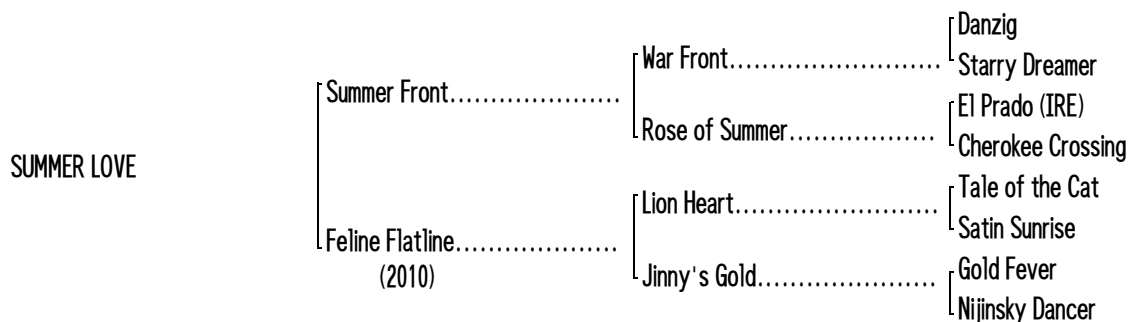 Danzig
War Front..........................
Starry Dreamer
Summer Front.....................
El Prado (IRE)
Rose of Summer..................
Cherokee Crossing
SUMMER LOVE
Tale of the Cat
Lion Heart.........................
Satin Sunrise
Feline Flatline....................
(2010)
Gold Fever
Jinny's Gold......................
Nijinsky Dancer